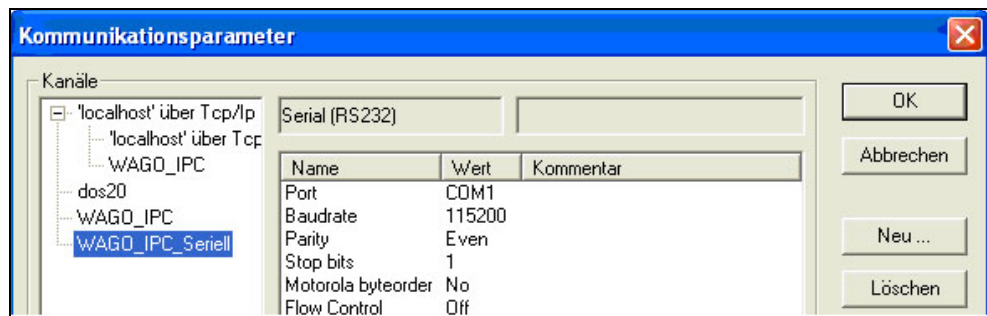 Kommunikationsparameter
Kanäle
'localhost' über Tcp/Ip
'localhost' über Tcp
WAGO_IPC
dos20
WAGO_IPC
WAGO_IPC_Seriell
Serial (RS232)
Name Wert Kommentar
Port COM1
Baudrate 115200
Parity Even
Stop bits 1
Motorola byteorder No
Flow Control Off
OK
Abbrechen
Neu ...
Löschen